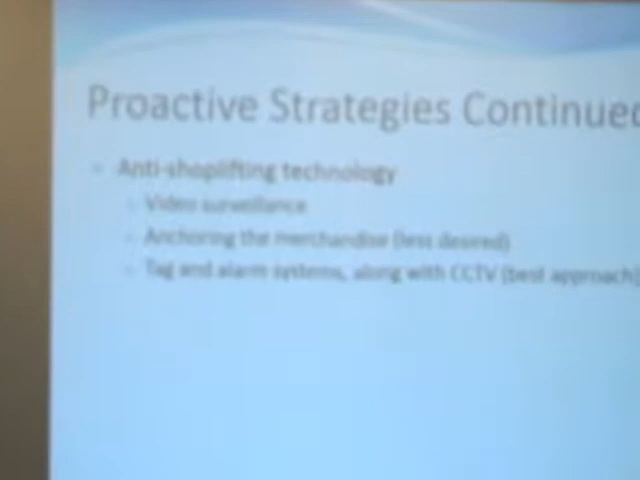 Proactive Strategies Continued
Anti-shoplifting technology
Video surveillance
Anchoring the merchandise (less desired)
Tag and alarm systems, along with CCTV (best approach)